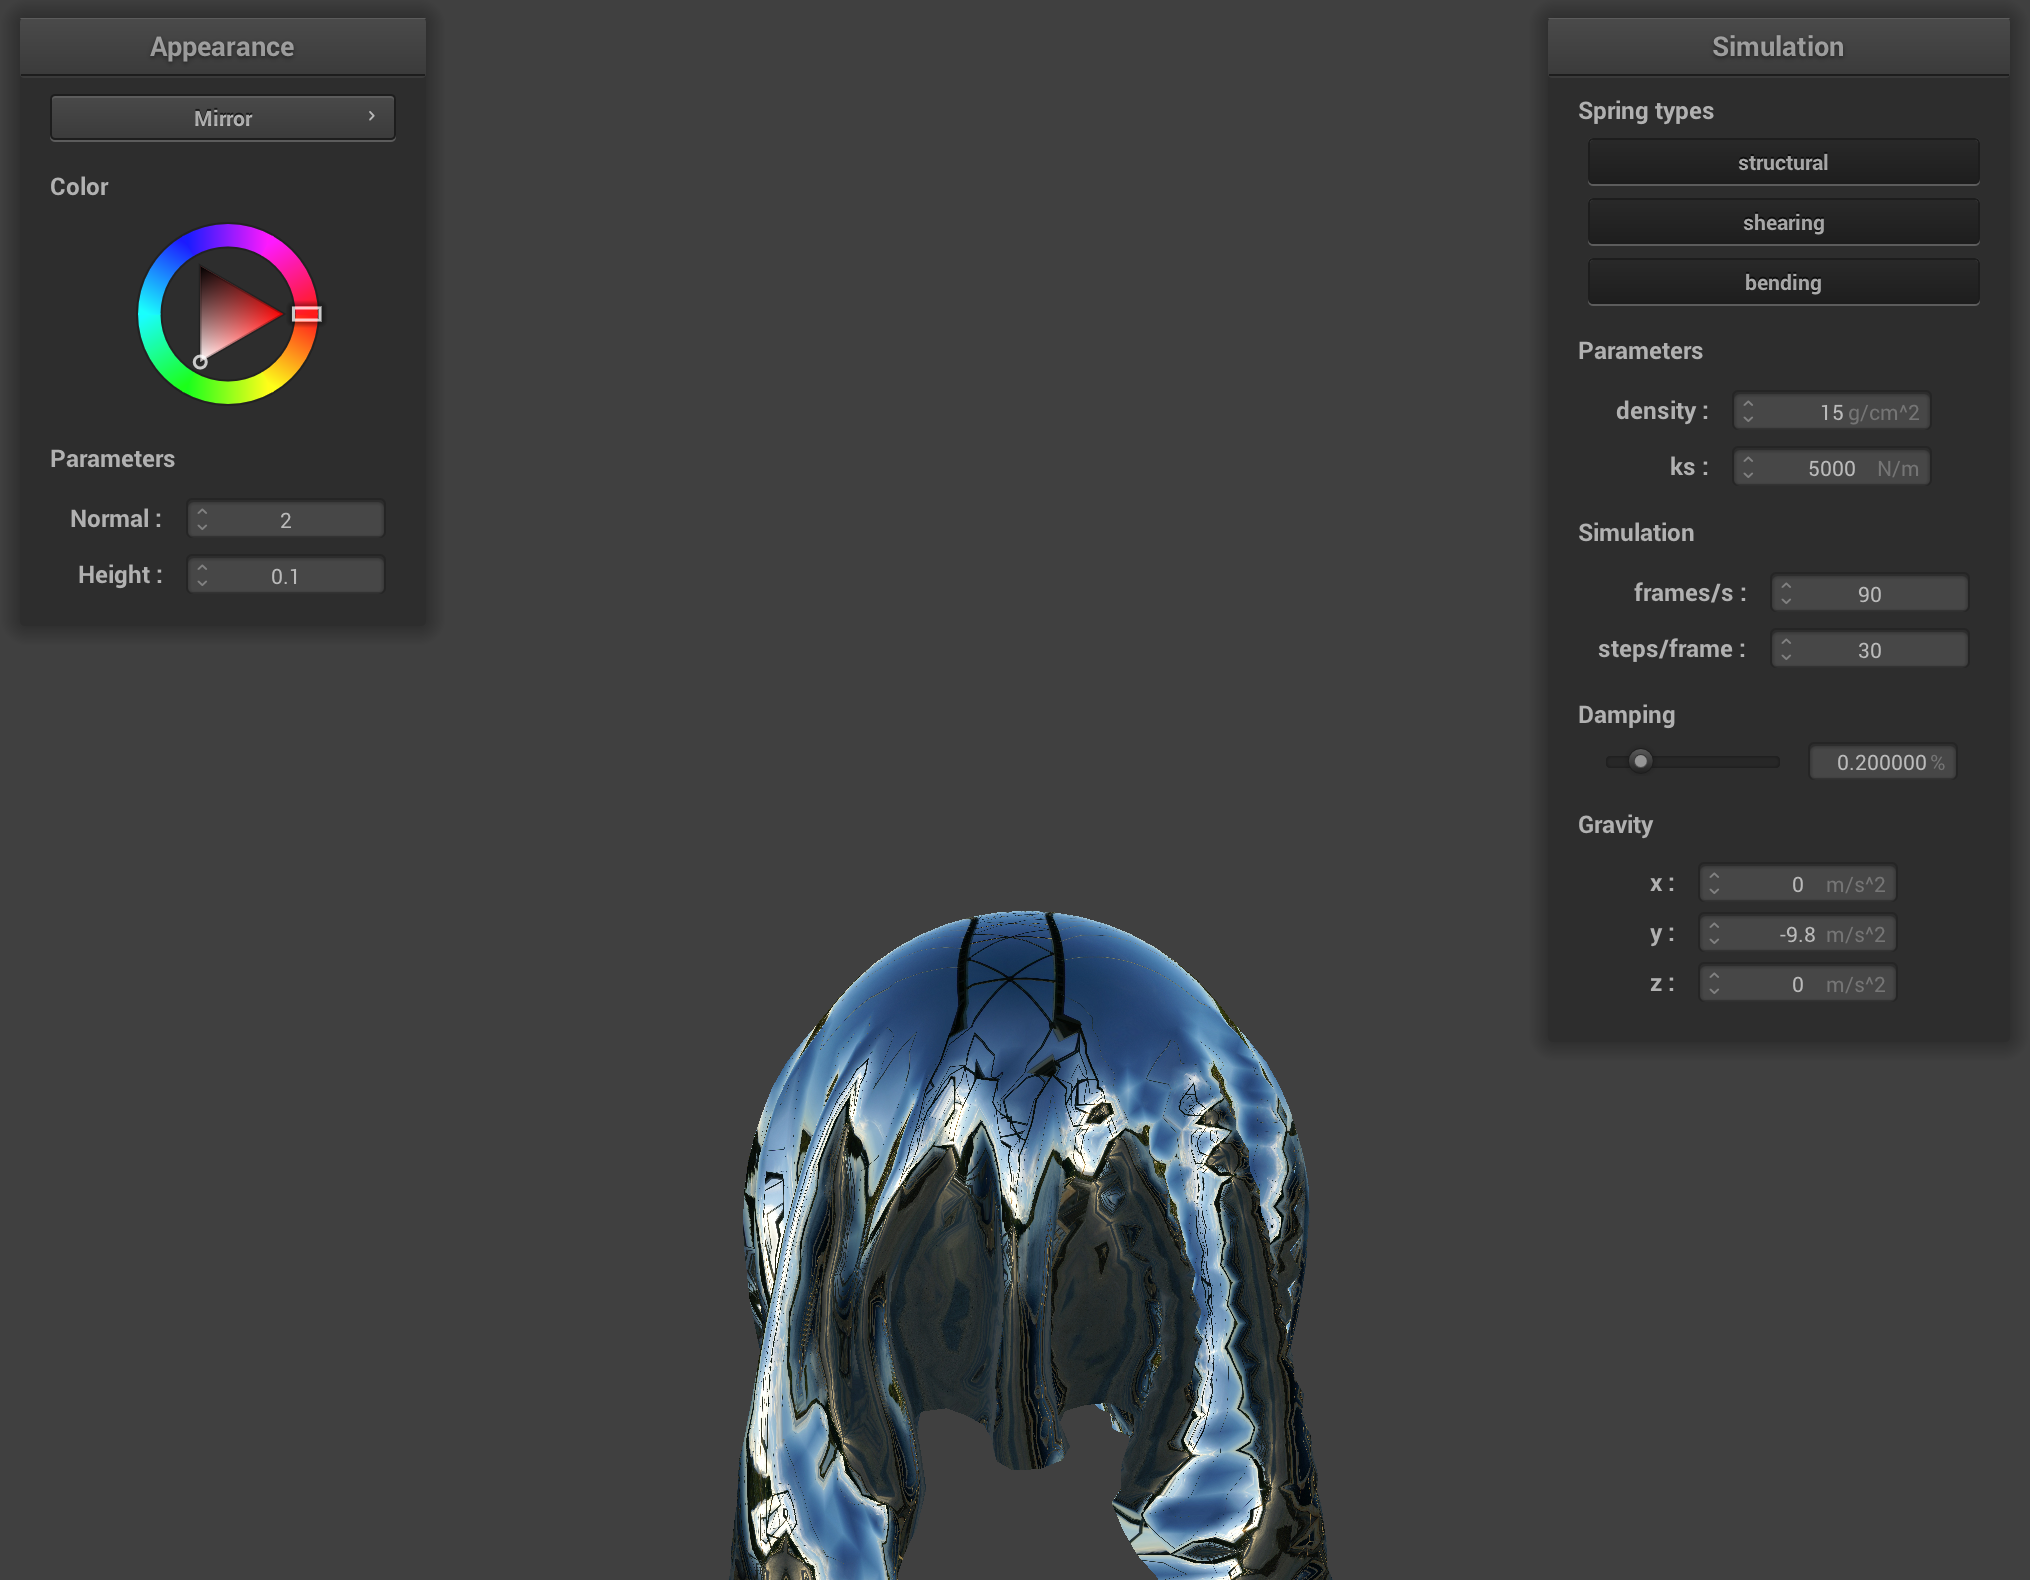 Appearance
Mirror
Color
Parameters
Normal : 2
Height : 0.1
Simulation
Spring types
structural
shearing
bending
Parameters
density : 15 g/cm^2
ks : 5000 N/m
Simulation
frames/s : 90
steps/frame : 30
Damping
0.200000 %
Gravity
x : 0 m/s^2
y : -9.8 m/s^2
z : 0 m/s^2